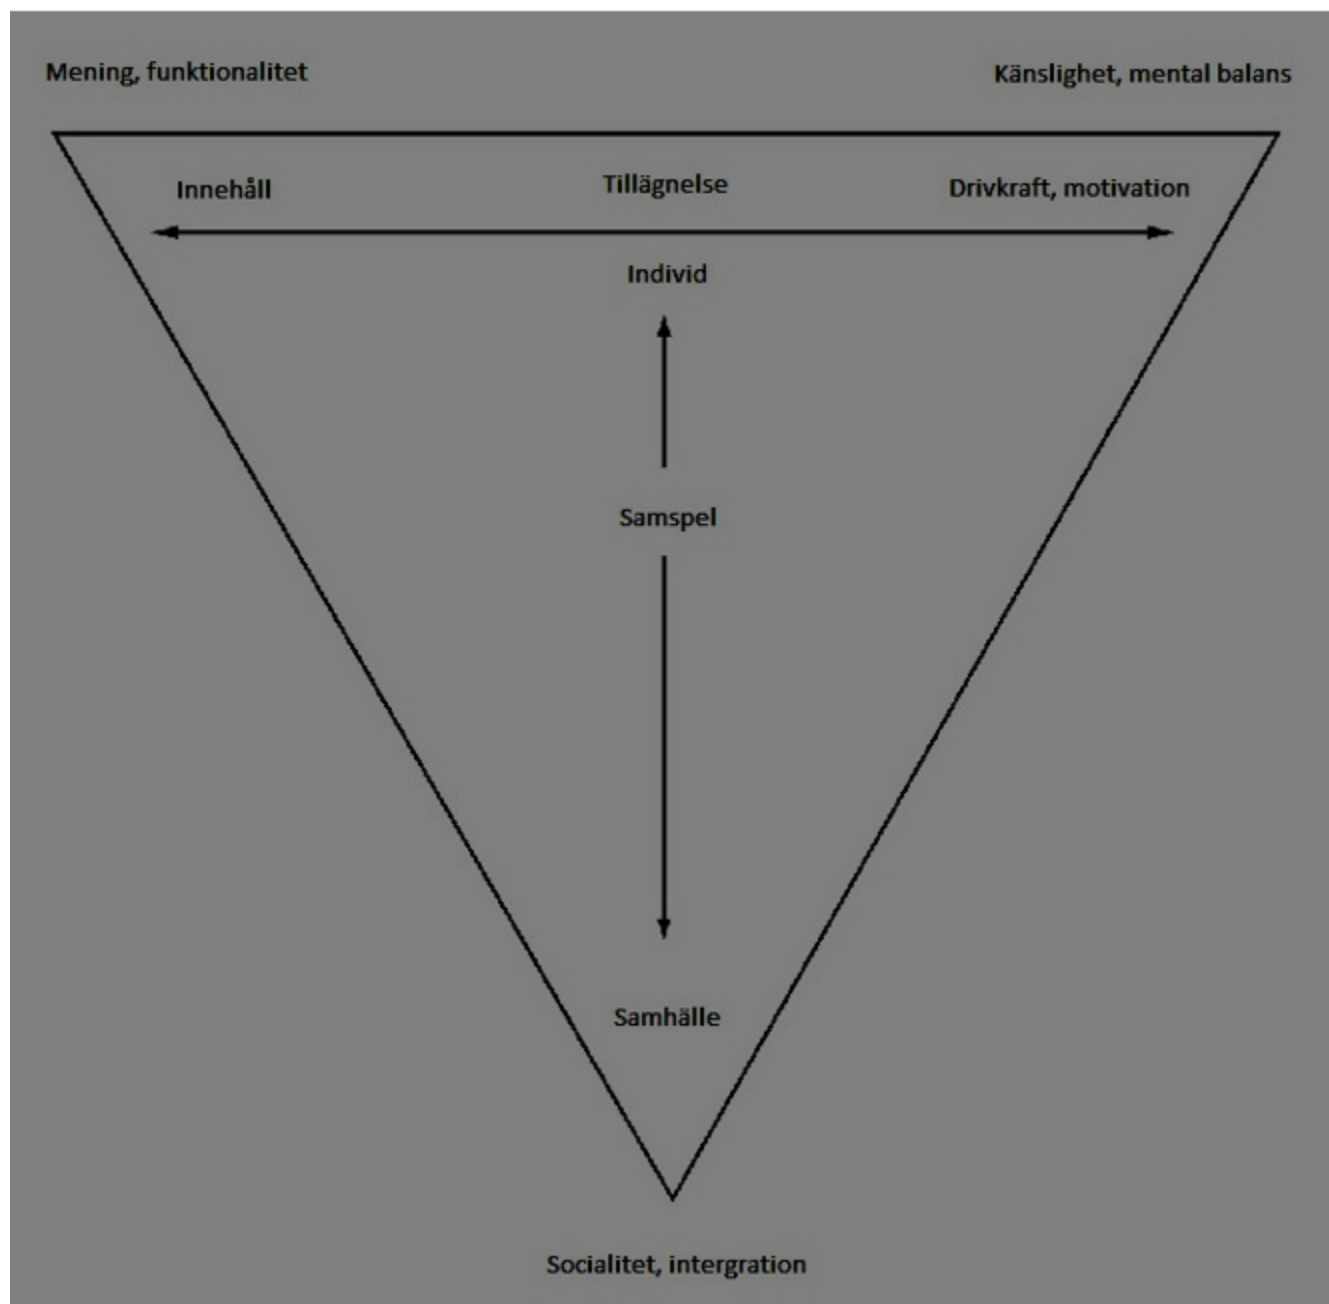 Mening, funktionalitet
Känslighet, mental balans
Innehåll
Tillägnelse
Drivkraft, motivation
Individ
Samspel
Samhälle
Socialitet, intergration